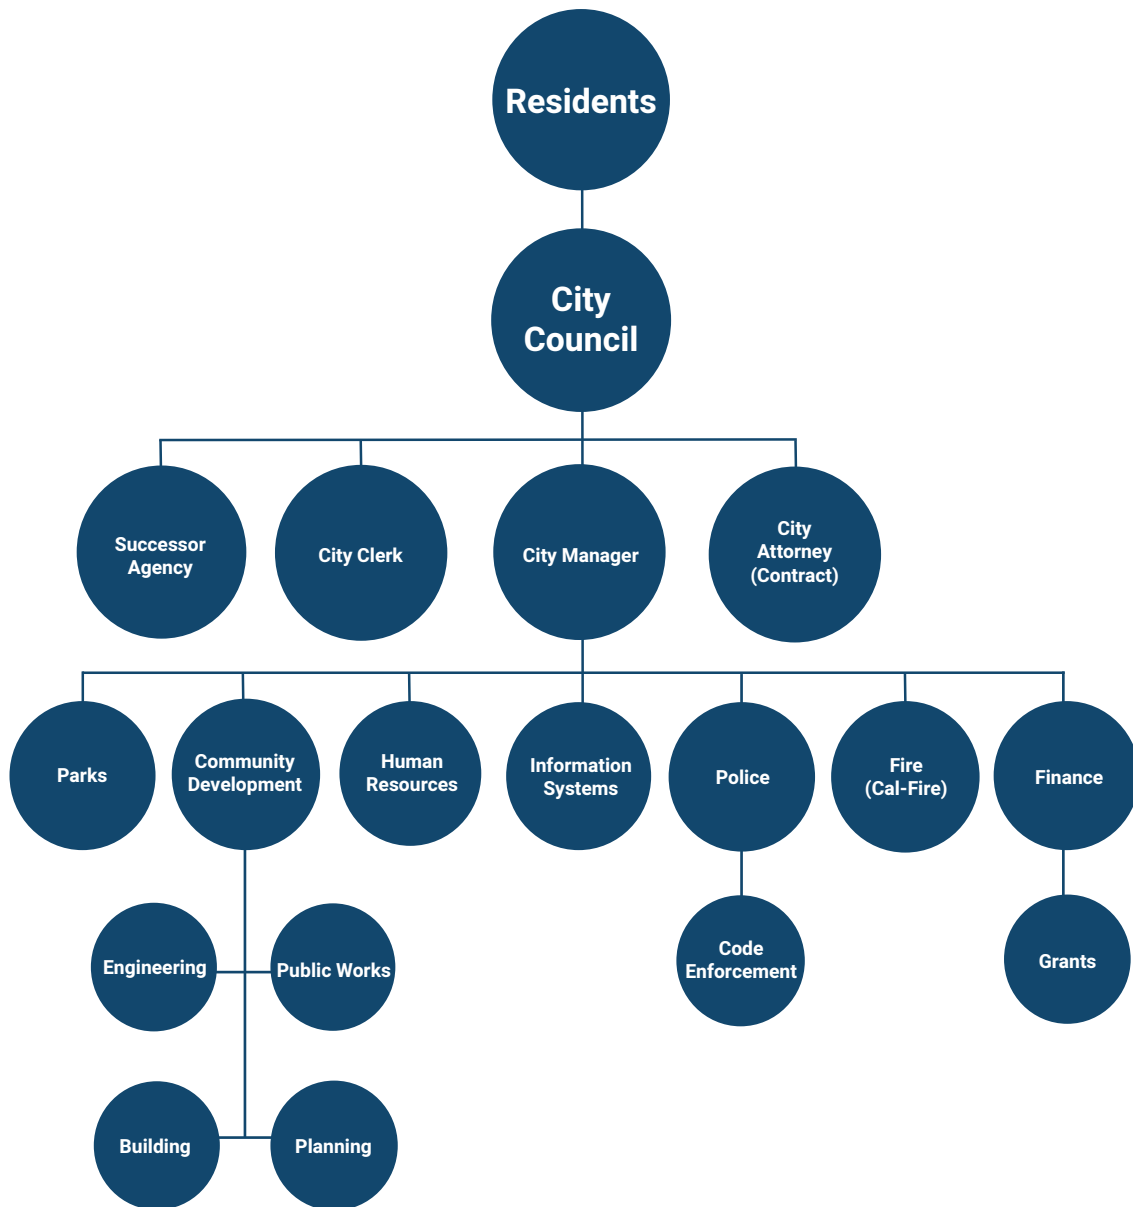 Residents
City
Council
Successor
Agency
City Clerk
City Manager
City
Attorney
(Contract)
Parks
Community
Development
Human
Resources
Information
Systems
Police
Fire
(Cal-Fire)
Finance
Engineering
Public Works
Code
Enforcement
Grants
Building
Planning